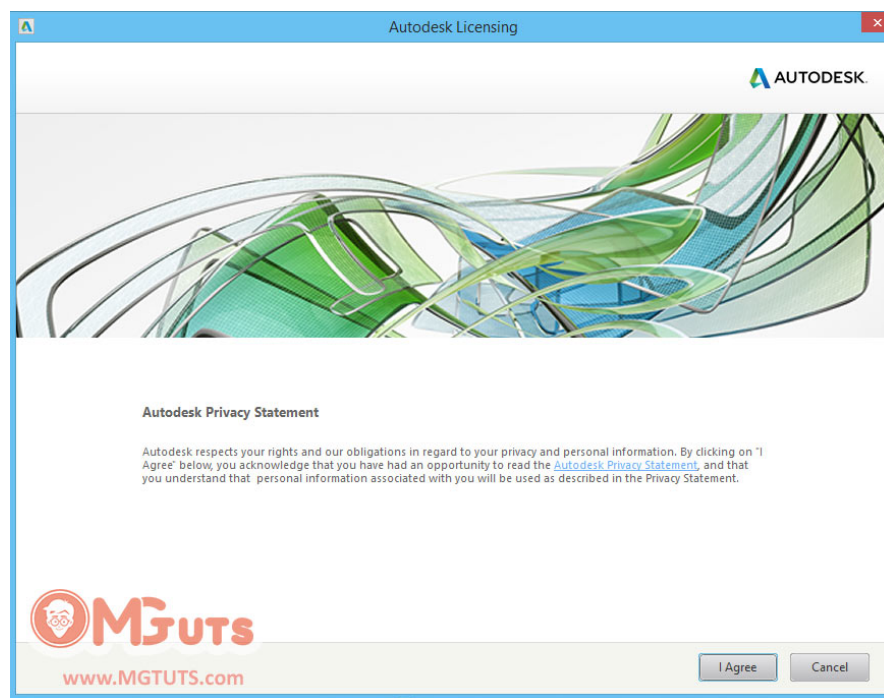 Autodesk Licensing
AUTODESK.
Autodesk Privacy Statement
Autodesk respects your rights and our obligations in regard to your privacy and personal information. By clicking on "I
Agree" below, you acknowledge that you have had an opportunity to read the Autodesk Privacy Statement, and that
you understand that  personal information associated with you will be used as described in the Privacy Statement.
MGTUTS
www.MGTUTS.com
I Agree
Cancel